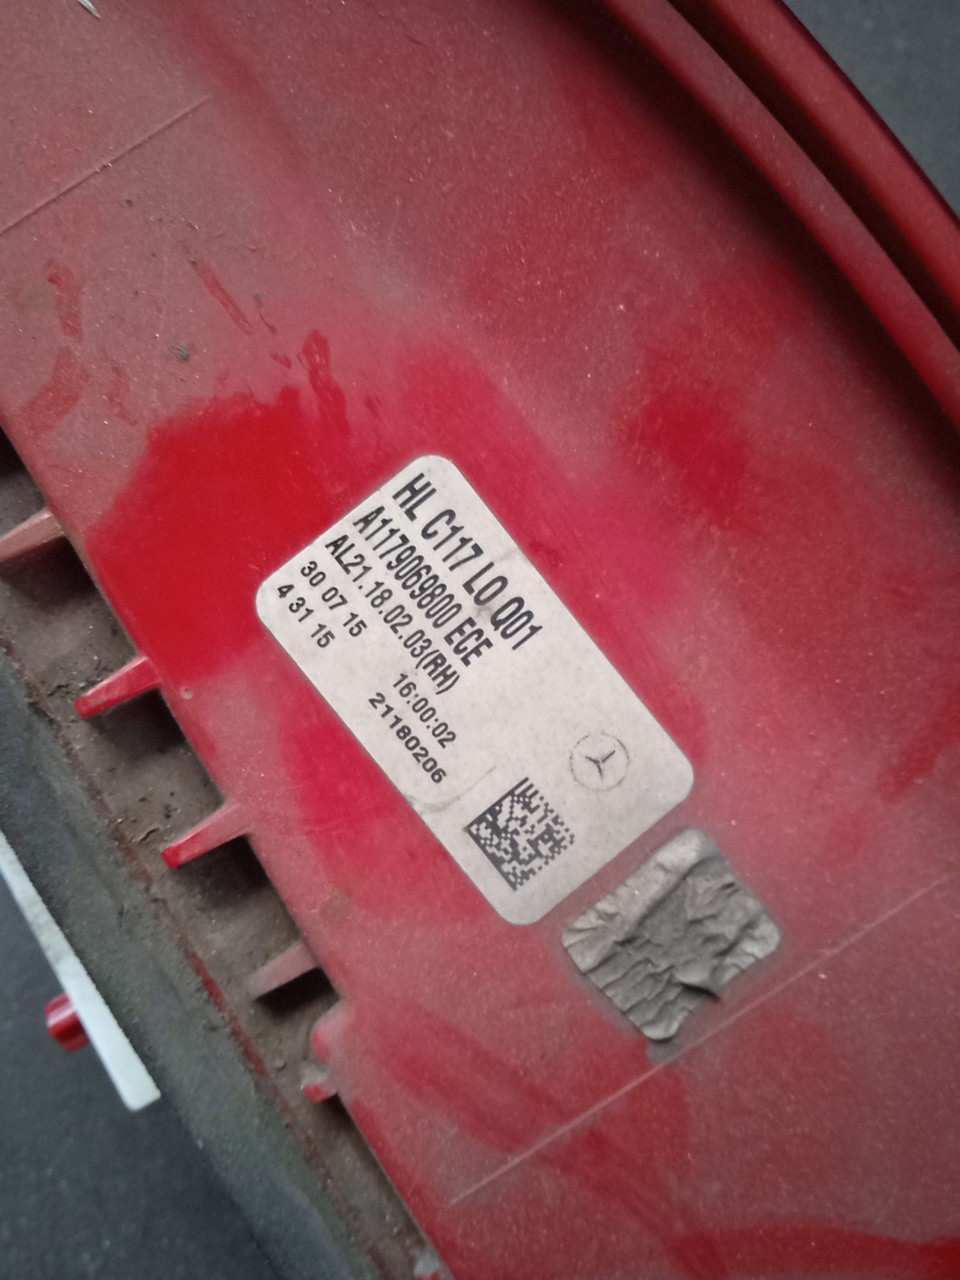 HL C117 LO Q01
A1179069800 ECE
AL21.18.02.03(RH)
30 07 15 16:00:02
4 31 15 21180206